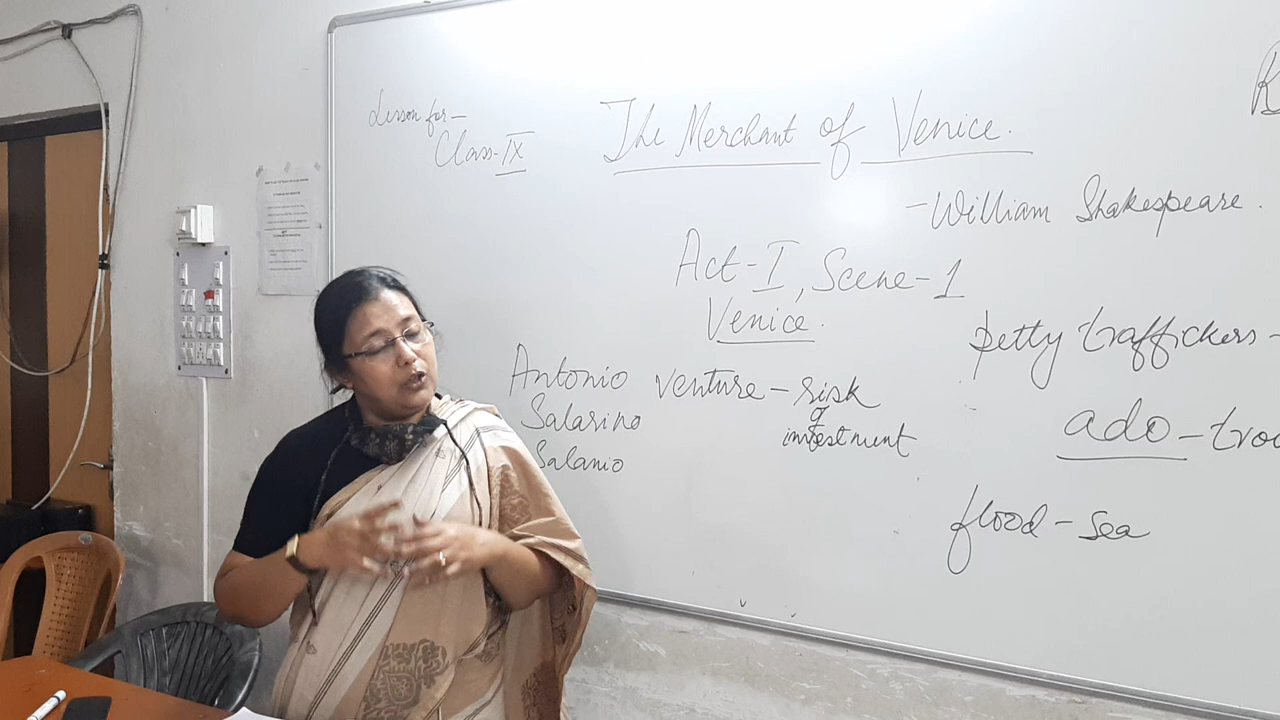 Lesson for-
Class-IX
The Merchant of Venice.
- William Shakespeare.
Act-I, Scene-1
Venice.
Antonio
Salarino
Salanio
venture - risk
of
investment
petty traffickers -
ado -
flood - sea